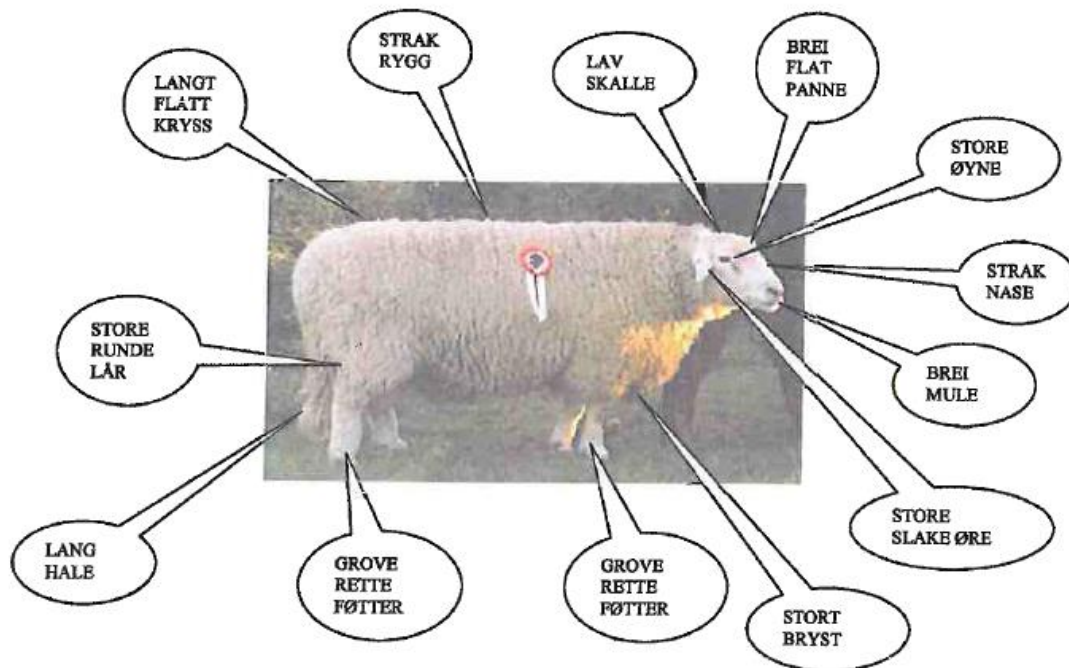 STRAK
RYGG
LAV
SKALLE
BREI
FLAT
PANNE
LANGT
FLATT
KRYSS
STORE
ØYNE
STRAK
NASE
STORE
RUNDE
LÅR
BREI
MULE
STORE
SLAKE ØRE
LANG
HALE
GROVE
RETTE
FØTTER
GROVE
RETTE
FØTTER
STORT
BRYST